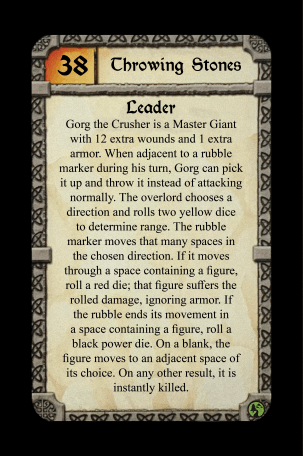 38 Throwing Stones
Leader
Gorg the Crusher is a Master Giant
with 12 extra wounds and 1 extra
armor. When adjacent to a rubble
marker during his turn, Gorg can pick
it up and throw it instead of attacking
normally. The overlord chooses a
direction and rolls two yellow dice
to determine range. The rubble
marker moves that many spaces in
the chosen direction. If it moves
through a space containing a figure,
roll a red die; that figure suffers the
rolled damage, ignoring armor. If
the rubble ends its movement in
a space containing a figure, roll a
black power die. On a blank, the
figure moves to an adjacent space of
its choice. On any other result, it is
instantly killed.